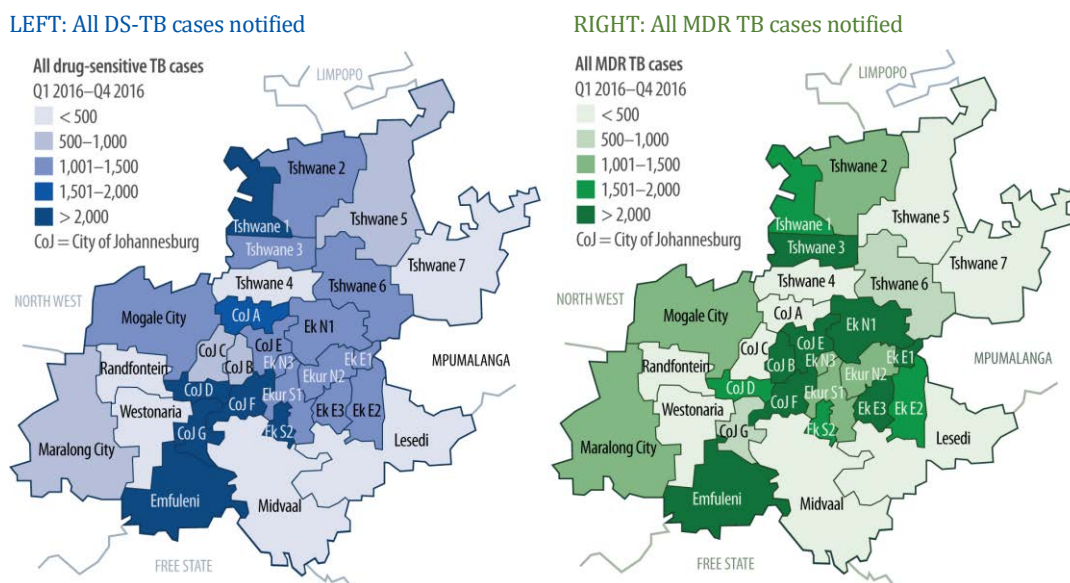 LEFT: All DS-TB cases notified
All drug-sensitive TB cases
Q1 2016–Q4 2016
< 500
500–1,000
1,001–1,500
1,501–2,000
> 2,000
CoJ = City of Johannesburg
LIMPOPO
Tshwane 2
Tshwane 5
Tshwane 1
Tshwane 3
Tshwane 7
Tshwane 4
Tshwane 6
NORTH WEST
CoJ A
Mogale City
Ek N1
CoJ C
CoJ E
CoJ B
Ek N3
Ek E1
MPUMALANGA
Randfontein
Ekur N2
CoJ D
Ekur S1
Westonaria
CoJ F
Ek E3
Ek E2
CoJ G
Ek S2
Lesedi
Maralong City
Emfuleni
Midvaal
FREE STATE
RIGHT: All MDR TB cases notified
All MDR TB cases
Q1 2016–Q4 2016
< 500
500–1,000
1,001–1,500
1,501–2,000
> 2,000
CoJ = City of Johannesburg
LIMPOPO
Tshwane 2
Tshwane 5
Tshwane 1
Tshwane 3
Tshwane 7
Tshwane 4
Tshwane 6
NORTH WEST
CoJ A
Mogale City
Ek N1
CoJ C
CoJ E
CoJ B
Ek N3
Ek E1
MPUMALANGA
Randfontein
Ekur N2
CoJ D
Ekur S1
Westonaria
CoJ F
Ek E3
Ek E2
CoJ G
Ek S2
Lesedi
Maralong City
Emfuleni
Midvaal
FREE STATE